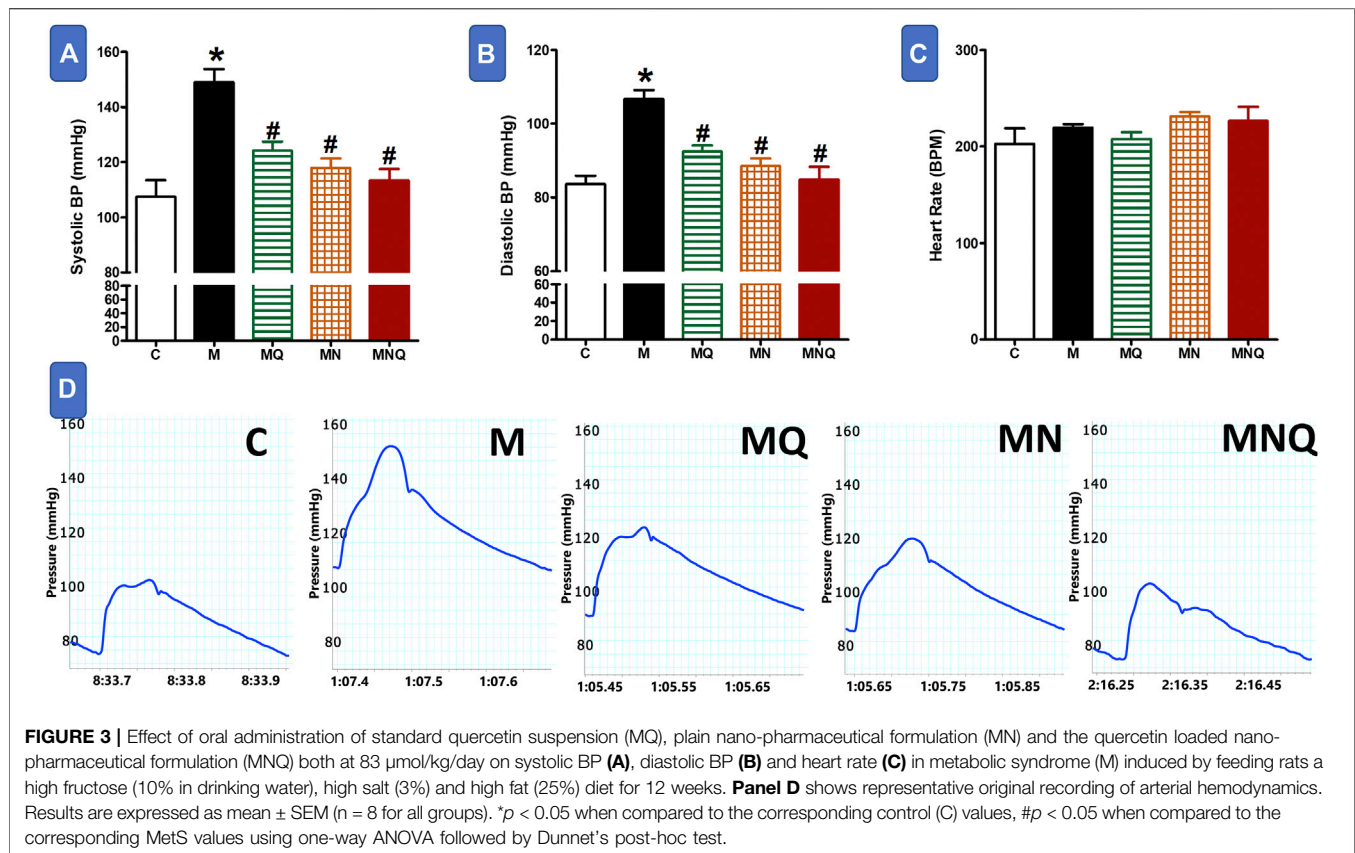 A
Systolic BP (mmHg)
160
140
120
100
80
80
60
40
20
0
*
#
#
#
C M MQ MN MNQ
B
Diastolic BP (mmHg)
120
100
80
60
60
40
20
0
*
#
#
#
C M MQ MN MNQ
C
Heart Rate (BPM)
300
200
100
0
C M MQ MN MNQ
D
C
Pressure (mmHg)
160
140
120
100
80
8:33.7 8:33.8 8:33.9
M
Pressure (mmHg)
160
140
120
100
80
1:07.4 1:07.5 1:07.6
MQ
Pressure (mmHg)
160
140
120
100
80
1:05.45 1:05.55 1:05.65
MN
Pressure (mmHg)
160
140
120
100
80
1:05.65 1:05.75 1:05.85
MNQ
Pressure (mmHg)
160
140
120
100
80
2:16.25 2:16.35 2:16.45
FIGURE 3 | Effect of oral administration of standard quercetin suspension (MQ), plain nano-pharmaceutical formulation (MN) and the quercetin loaded nano-
pharmaceutical formulation (MNQ) both at 83 μmol/kg/day on systolic BP (A), diastolic BP (B) and heart rate (C) in metabolic syndrome (M) induced by feeding rats a
high fructose (10% in drinking water), high salt (3%) and high fat (25%) diet for 12 weeks. Panel D shows representative original recording of arterial hemodynamics.
Results are expressed as mean ± SEM (n = 8 for all groups). *p < 0.05 when compared to the corresponding control (C) values, #p < 0.05 when compared to the
corresponding MetS values using one-way ANOVA followed by Dunnet's post-hoc test.